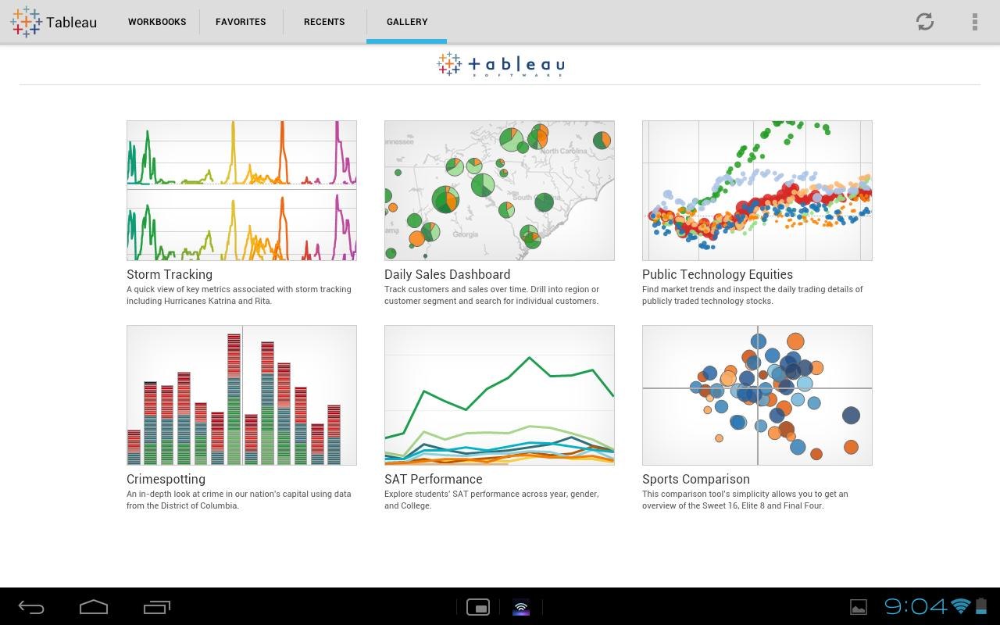 Tableau
WORKBOOKS
FAVORITES
RECENTS
GALLERY
tableau
SOFTWARE
nnessee
North Carolina
South
ama
Georgia
Storm Tracking
A quick view of key metrics associated with storm tracking
including Hurricanes Katrina and Rita.
Daily Sales Dashboard
Track customers and sales over time. Drill into region or
customer segment and search for individual customers.
Public Technology Equities
Find market trends and inspect the daily trading details of
publicly traded technology stocks.
Crimespotting
An in-depth look at crime in our nation's capital using data
from the District of Columbia.
SAT Performance
Explore students' SAT performance across year, gender,
and College.
Sports Comparison
This comparison tool's simplicity allows you to get an
overview of the Sweet 16, Elite 8 and Final Four.
9:04